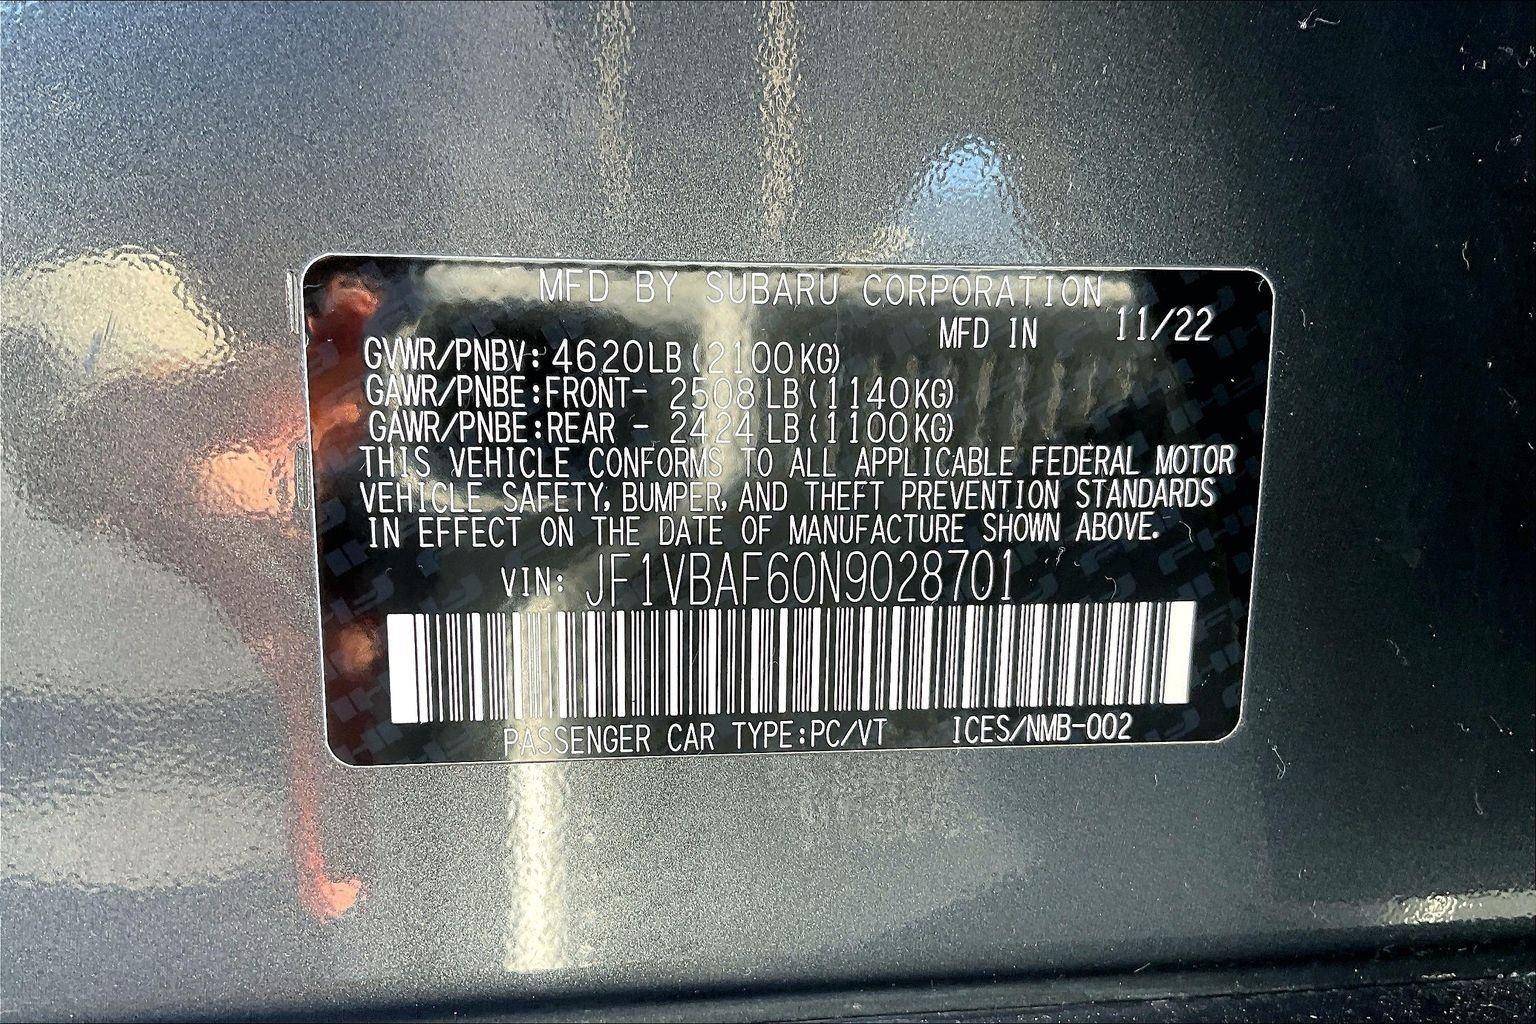 MFD BY SUBARU CORPORATION
MFD IN 11/22
GVWR/PNBV: 4620LB(2100KG)
GAWR/PNBE:FRONT- 2508 LB(1140KG)
GAWR/PNBE:REAR - 2424 LB(1100KG)
THIS VEHICLE CONFORMS TO ALL APPLICABLE FEDERAL MOTOR
VEHICLE SAFETY, BUMPER, AND THEFT PREVENTION STANDARDS
IN EFFECT ON THE DATE OF MANUFACTURE SHOWN ABOVE.
VIN: JF1VBAF60N9028701
PASSENGER CAR TYPE:PC/VT ICES/NMB-002